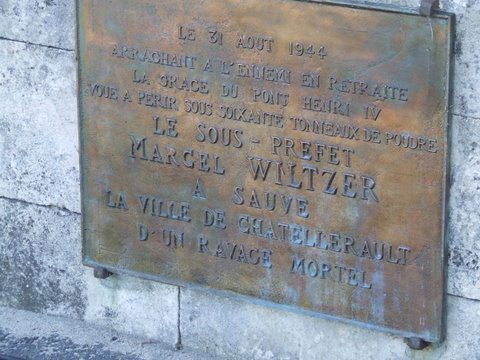 LE 31 AOUT 1944
ARRACHANT A L'ENNEMI EN RETRAITE
LA GRACE DU PONT HENRI IV
VOUE A PERIR SOUS SOIXANTE TONNEAUX DE POUDRE
LE SOUS-PREFET
MARCEL WILTZER
A SAUVE
LA VILLE DE CHATELLERAULT
D'UN RAVAGE MORTEL